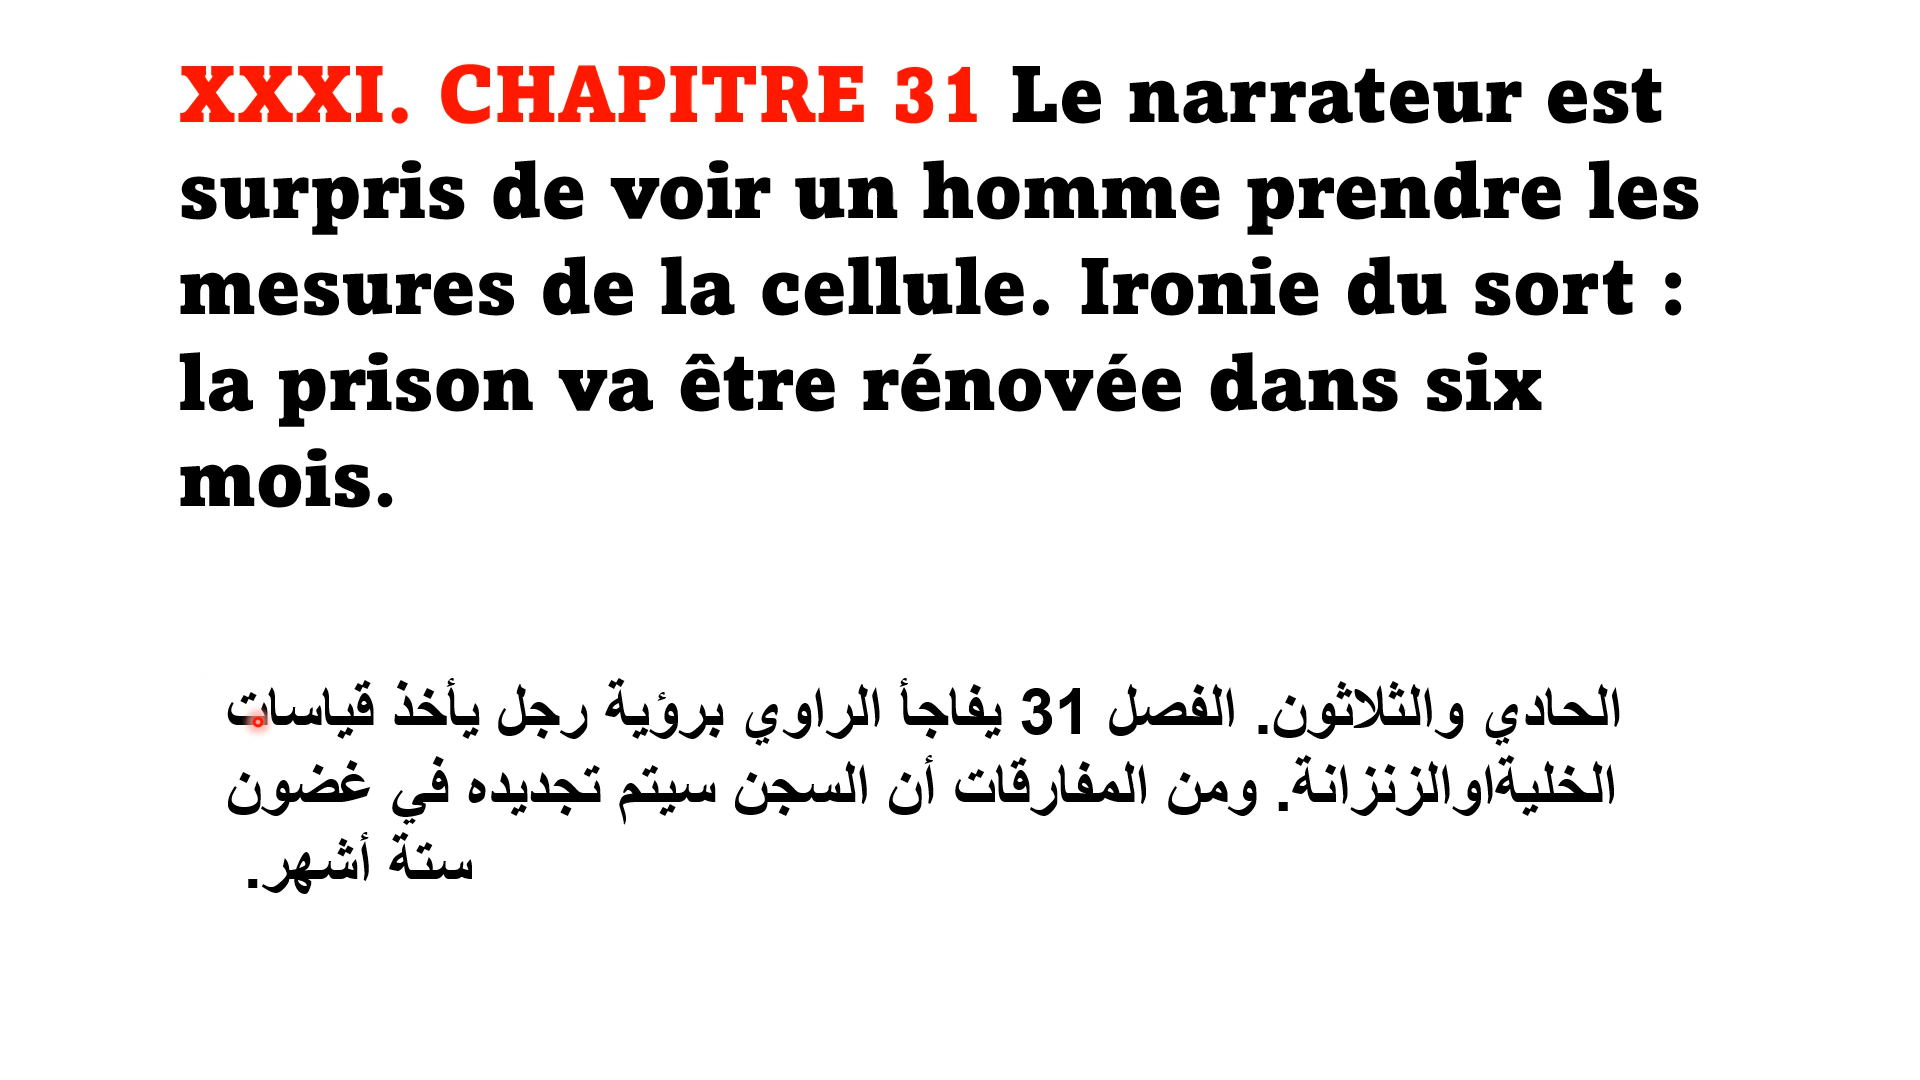 XXXI. CHAPITRE 31 Le narrateur est
surpris de voir un homme prendre les
mesures de la cellule. Ironie du sort :
la prison va être rénovée dans six
mois.
الحادي والثلاثون. الفصل 31 يفاجأ الراوي برؤية رجل يأخذ قياسات
الخليةاوالزنزانة. ومن المفارقات أن السجن سيتم تجديده في غضون
ستة أشهر.